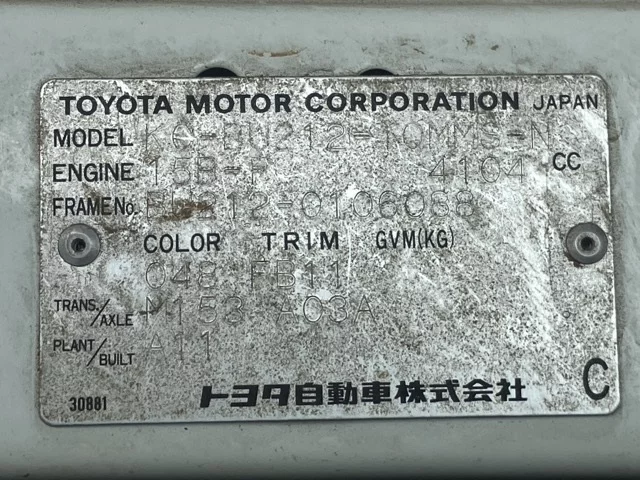 TOYOTA MOTOR CORPORATION JAPAN
MODEL KC-BU212-TQMMS-N
ENGINE 15B-F 4104 CC
FRAME No. BU212-0106088
COLOR TRIM GVM(KG)
048 FB11
TRANS./AXLE M153 A03A
PLANT/BUILT A11
30881 トヨタ自動車株式会社 C